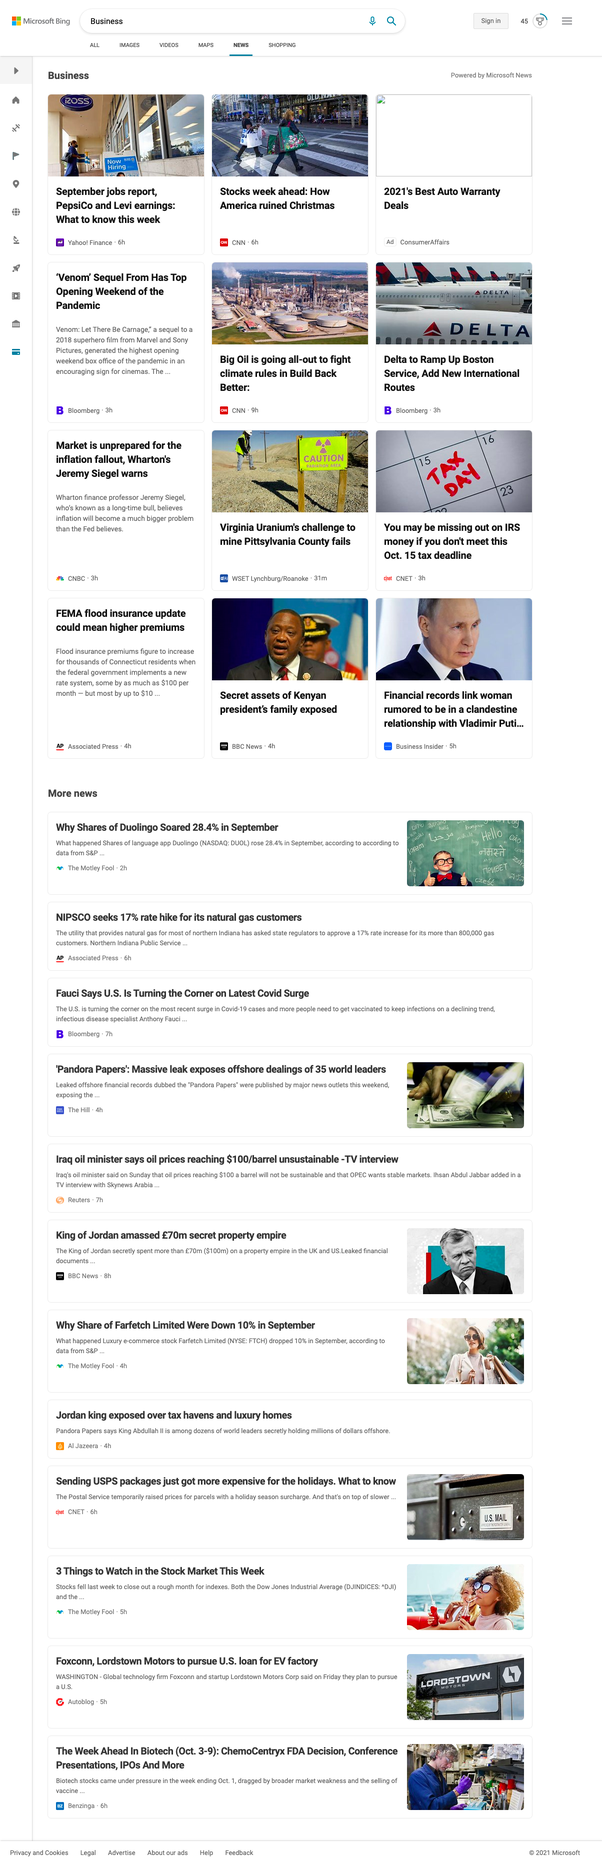 Microsoft Bing
Business
Sign in
45
ALL
IMAGES
VIDEOS
MAPS
NEWS
SHOPPING
Business
Powered by Microsoft News
ROSS
Now
Hiring
September jobs report,
PepsiCo and Levi earnings:
What to know this week
Yahoo! Finance · 6h
Stocks week ahead: How
America ruined Christmas
CNN · 6h
2021's Best Auto Warranty
Deals
Ad ConsumerAffairs
'Venom' Sequel From Has Top
Opening Weekend of the
Pandemic
Venom: Let There Be Carnage," a sequel to a
2018 superhero film from Marvel and Sony
Pictures, generated the highest opening
weekend box office of the pandemic in an
encouraging sign for cinemas. The ...
Bloomberg · 3h
Big Oil is going all-out to fight
climate rules in Build Back
Better:
CNN · 9h
DELTA
DELTA
Delta to Ramp Up Boston
Service, Add New International
Routes
Bloomberg · 3h
Market is unprepared for the
inflation fallout, Wharton's
Jeremy Siegel warns
Wharton finance professor Jeremy Siegel,
who's known as a long-time bull, believes
inflation will become a much bigger problem
than the Fed believes.
CNBC · 3h
CAUTION
Virginia Uranium's challenge to
mine Pittsylvania County fails
WSET Lynchburg/Roanoke · 31m
15
16
TAX
DAY
22
23
You may be missing out on IRS
money if you don't meet this
Oct. 15 tax deadline
CNET · 3h
FEMA flood insurance update
could mean higher premiums
Flood insurance premiums figure to increase
for thousands of Connecticut residents when
the federal government implements a new
rate system, some by as much as $100 per
month — but most by up to $10 ...
AP Associated Press · 4h
Secret assets of Kenyan
president's family exposed
BBC News · 4h
Financial records link woman
rumored to be in a clandestine
relationship with Vladimir Puti...
Business Insider · 5h
More news
Why Shares of Duolingo Soared 28.4% in September
What happened Shares of language app Duolingo (NASDAQ: DUOL) rose 28.4% in September, according to according to
data from S&P ...
The Motley Fool · 2h
Hello
NIPSCO seeks 17% rate hike for its natural gas customers
The utility that provides natural gas for most of northern Indiana has asked state regulators to approve a 17% rate increase for its more than 800,000 gas
customers. Northern Indiana Public Service ...
AP Associated Press · 6h
Fauci Says U.S. Is Turning the Corner on Latest Covid Surge
The U.S. is turning the corner on the most recent surge in Covid-19 cases and more people need to get vaccinated to keep infections on a declining trend,
infectious disease specialist Anthony Fauci ...
Bloomberg · 7h
'Pandora Papers': Massive leak exposes offshore dealings of 35 world leaders
Leaked offshore financial records dubbed the "Pandora Papers" were published by major news outlets this weekend,
exposing the ...
The Hill · 4h
Iraq oil minister says oil prices reaching $100/barrel unsustainable -TV interview
Iraq's oil minister said on Sunday that oil prices reaching $100 a barrel will not be sustainable and that OPEC wants stable markets. Ihsan Abdul Jabbar added in a
TV interview with Skynews Arabia ...
Reuters · 7h
King of Jordan amassed £70m secret property empire
The King of Jordan secretly spent more than £70m ($100m) on a property empire in the UK and US.Leaked financial
documents ...
BBC News · 8h
Why Share of Farfetch Limited Were Down 10% in September
What happened Luxury e-commerce stock Farfetch Limited (NYSE: FTCH) dropped 10% in September, according to
data from S&P ...
The Motley Fool · 4h
Jordan king exposed over tax havens and luxury homes
Pandora Papers says King Abdullah II is among dozens of world leaders secretly holding millions of dollars offshore.
Al Jazeera · 4h
Sending USPS packages just got more expensive for the holidays. What to know
The Postal Service temporarily raised prices for parcels with a holiday season surcharge. And that's on top of slower ...
CNET · 6h
U.S. MAIL
3 Things to Watch in the Stock Market This Week
Stocks fell last week to close out a rough month for indexes. Both the Dow Jones Industrial Average (DJINDICES: ^DJI)
and the ...
The Motley Fool · 5h
Foxconn, Lordstown Motors to pursue U.S. loan for EV factory
WASHINGTON - Global technology firm Foxconn and startup Lordstown Motors Corp said on Friday they plan to pursue
a U.S.
Autoblog · 5h
LORDSTOWN
MOTORS
The Week Ahead In Biotech (Oct. 3-9): ChemoCentryx FDA Decision, Conference
Presentations, IPOs And More
Biotech stocks came under pressure in the week ending Oct. 1, dragged by broader market weakness and the selling of
vaccine ...
Benzinga · 6h
Privacy and Cookies
Legal
Advertise
About our ads
Help
Feedback
© 2021 Microsoft